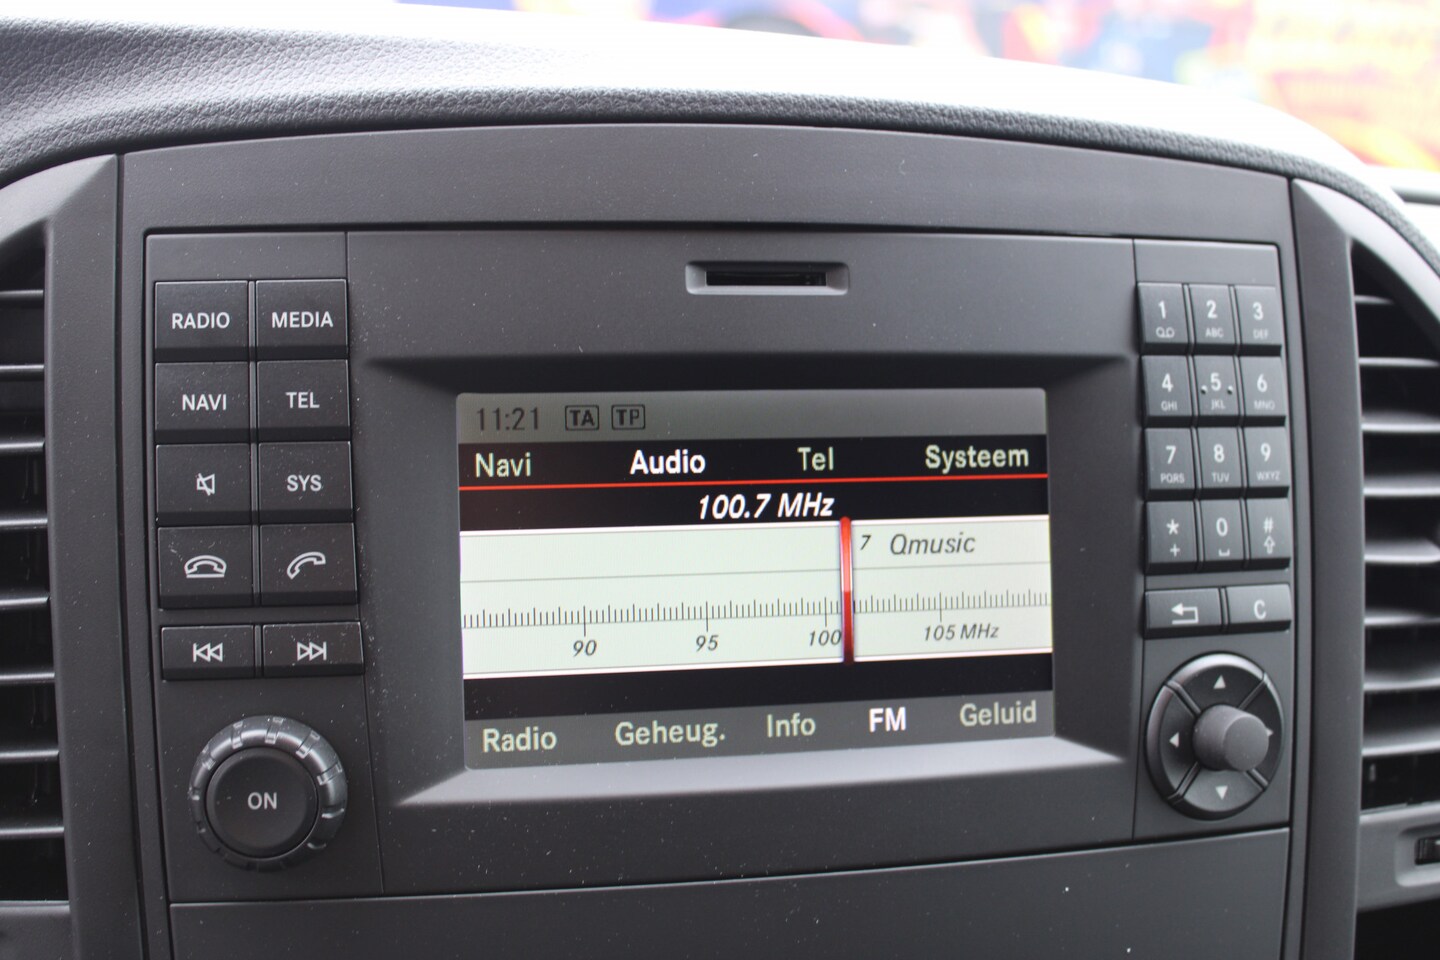 RADIO MEDIA
NAVI TEL
SYS
ON
11:21 TA TP
Navi Audio Tel Systeem
100.7 MHz
7 Qmusic
90 95 100 105 MHz
Radio Geheug. Info FM Geluid
1 2 3
ABC DEF
4 5 6
GHI JKL MNO
7 8 9
PQRS TUV WXYZ
* 0 #
+
C